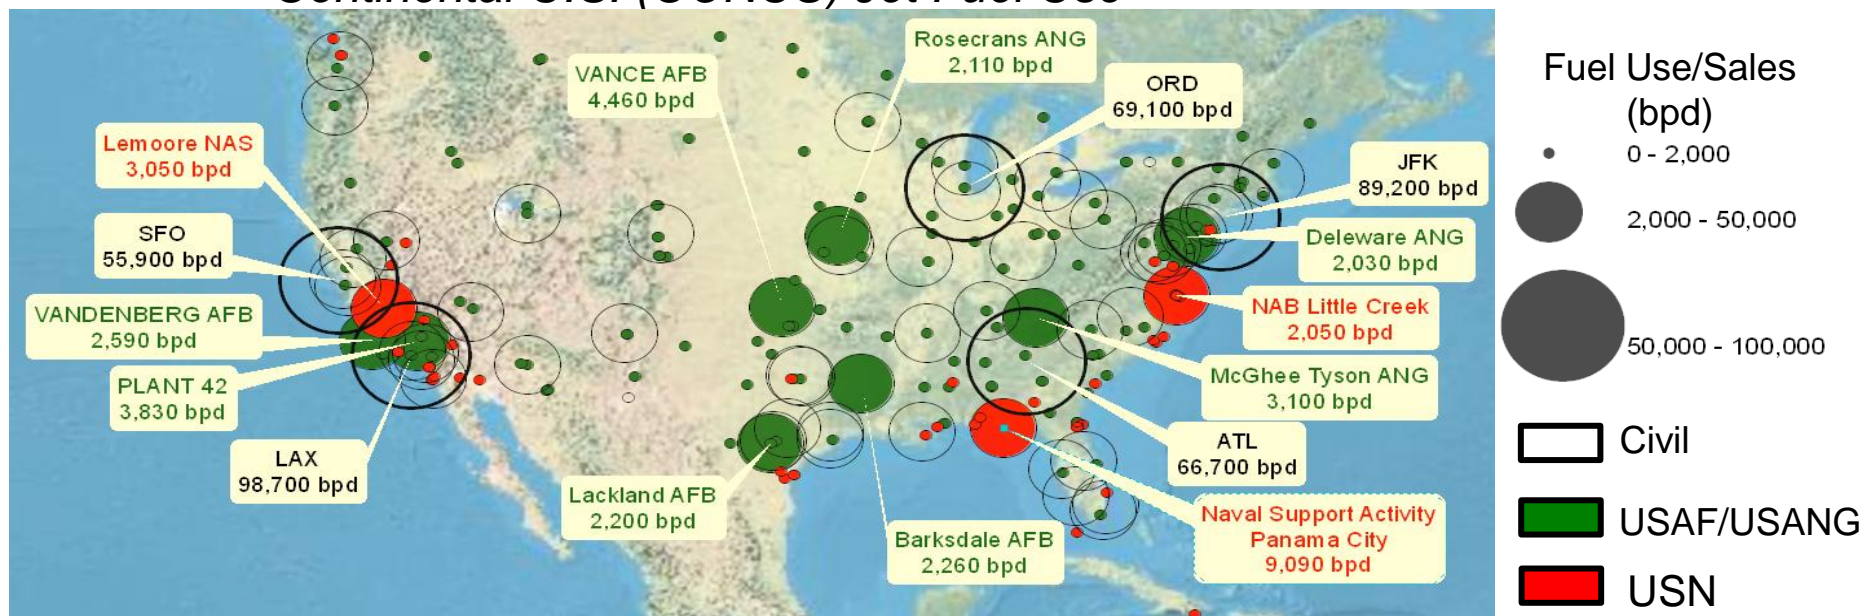 Continental U.S. (CONUS) Jet Fuel Use
Rosecrans ANG
2,110 bpd
VANCE AFB
4,460 bpd
ORD
69,100 bpd
Lemoore NAS
3,050 bpd
JFK
89,200 bpd
SFO
55,900 bpd
Deleware ANG
2,030 bpd
VANDENBERG AFB
2,590 bpd
NAB Little Creek
2,050 bpd
PLANT 42
3,830 bpd
McGhee Tyson ANG
3,100 bpd
LAX
98,700 bpd
ATL
66,700 bpd
Lackland AFB
2,200 bpd
Barksdale AFB
2,260 bpd
Naval Support Activity
Panama City
9,090 bpd
Fuel Use/Sales
(bpd)
0 - 2,000
2,000 - 50,000
50,000 - 100,000
Civil
USAF/USANG
USN